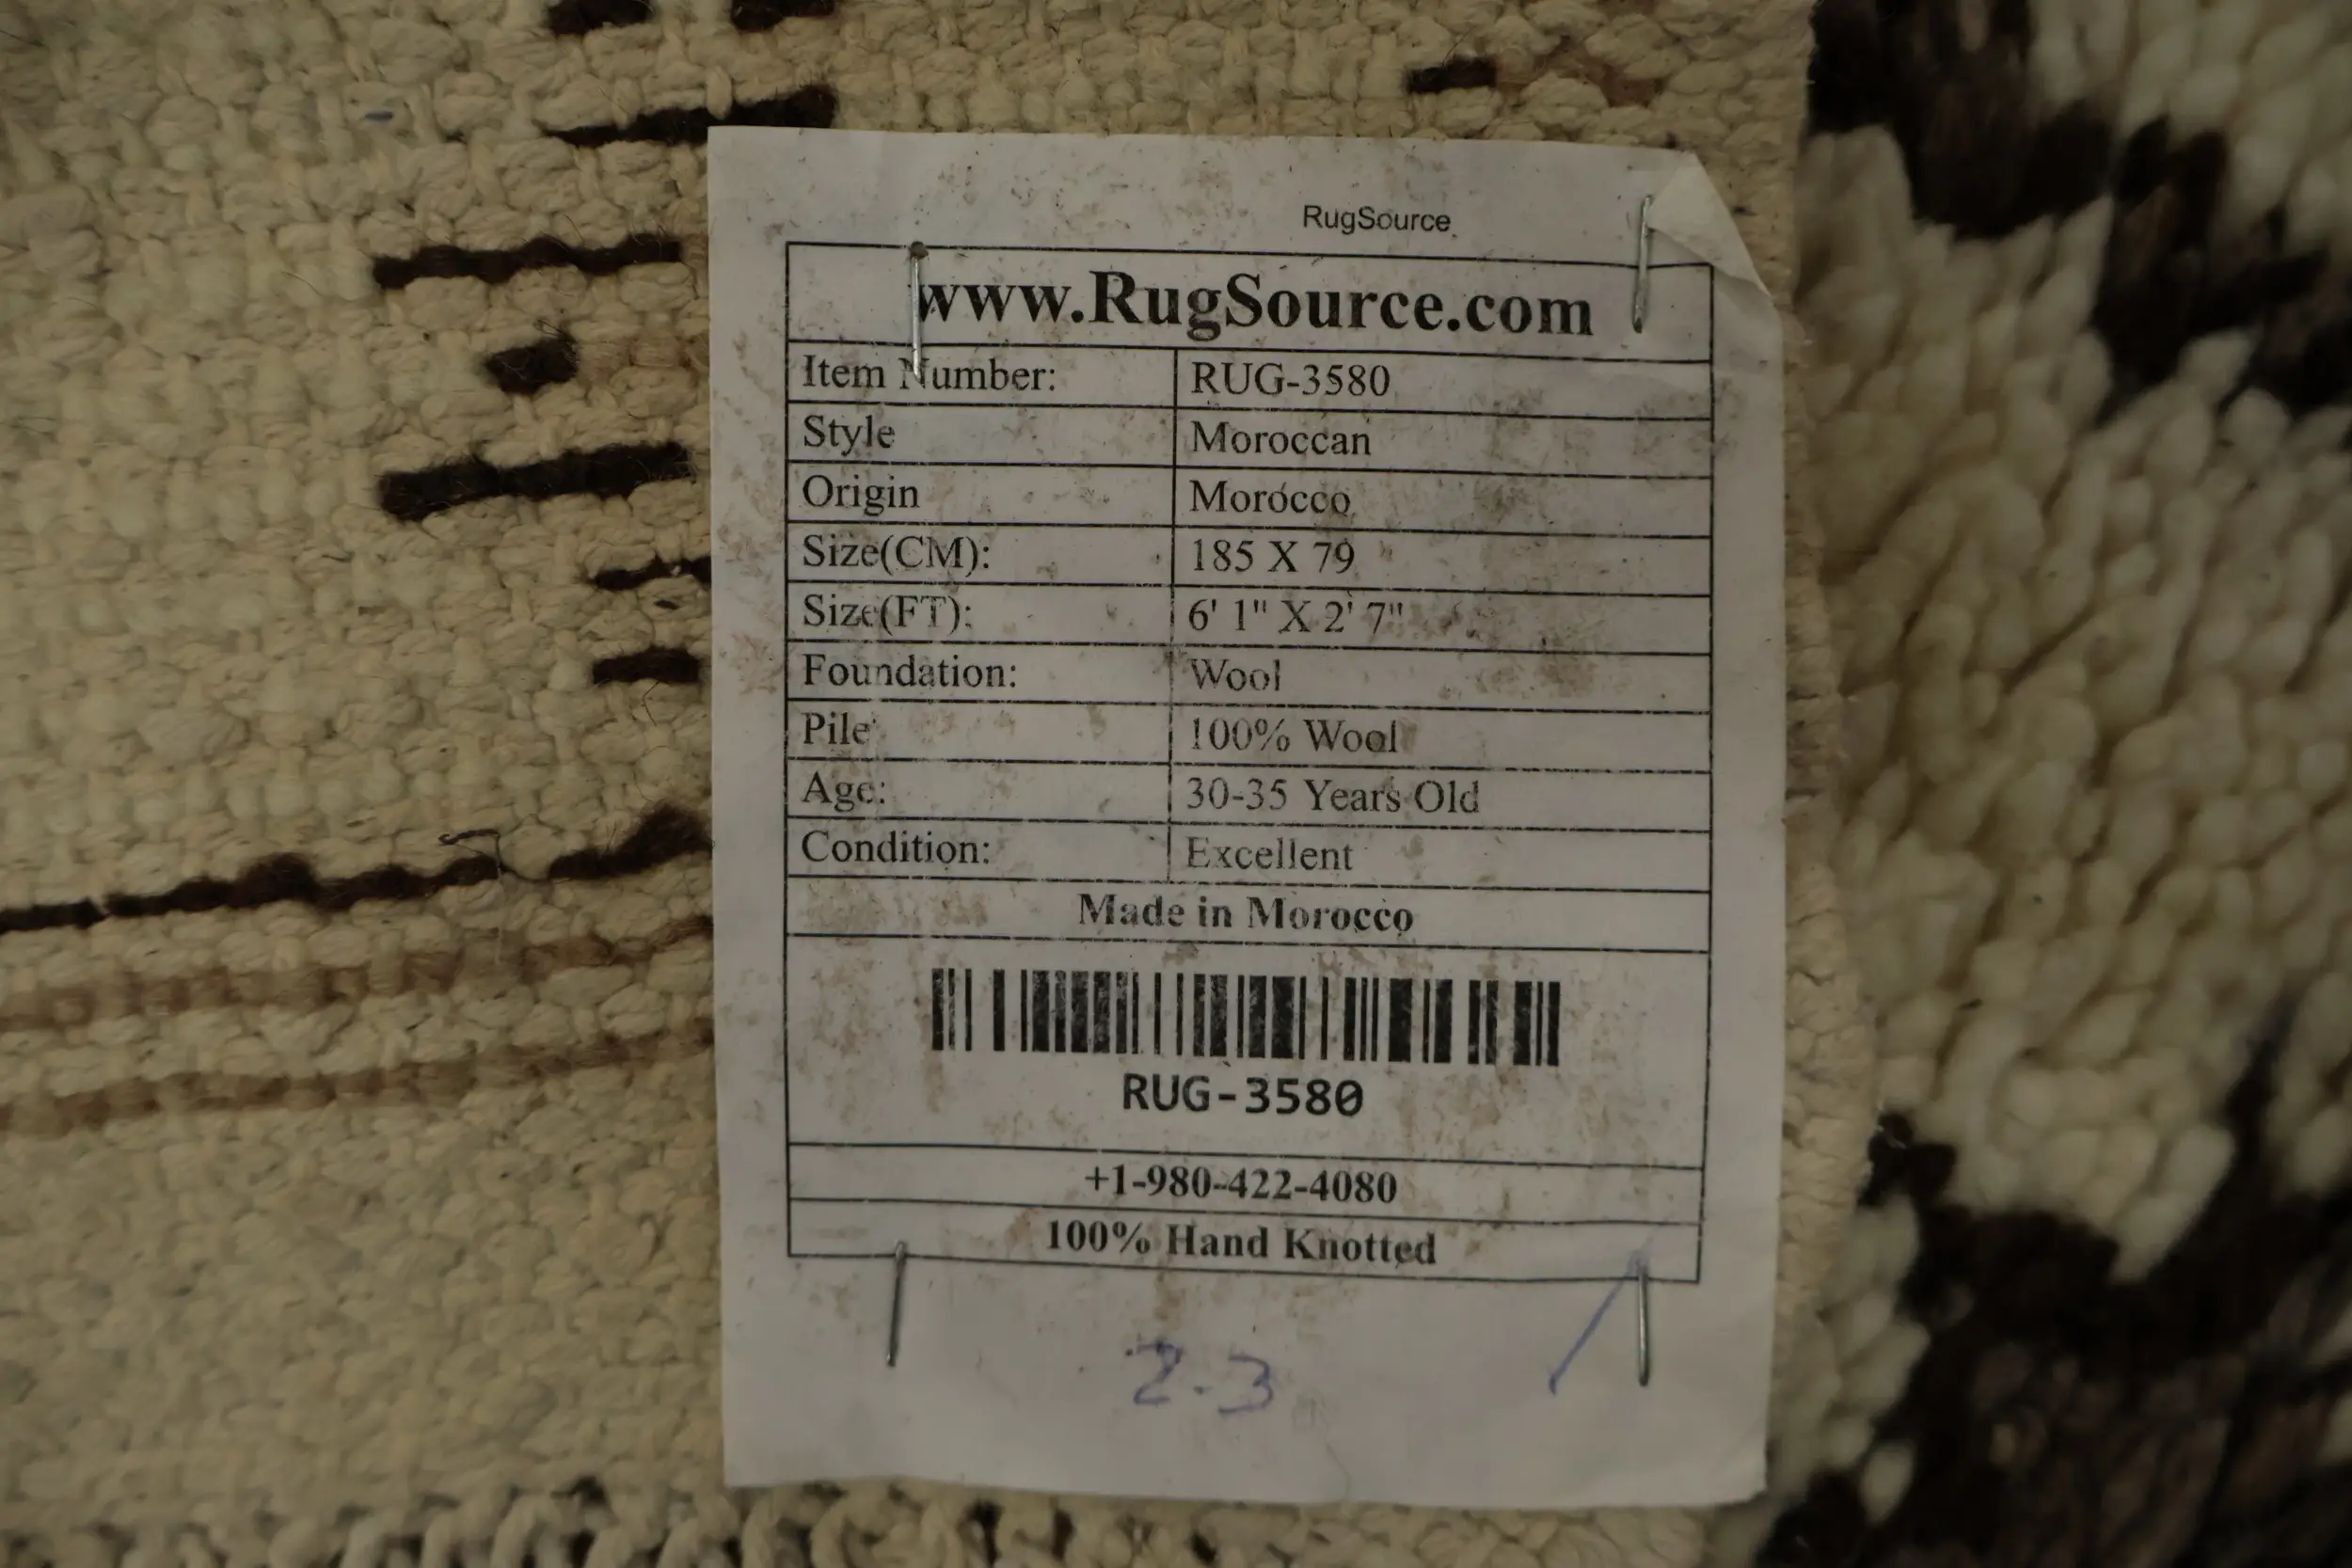 RugSource
www.RugSource.com
Item Number: RUG-3580
Style Moroccan
Origin Morocco
Size(CM): 185 X 79
Size(FT): 6' 1" X 2' 7"
Foundation: Wool
Pile 100% Wool
Age: 30-35 Years Old
Condition: Excellent
Made in Morocco
RUG-3580
+1-980-422-4080
100% Hand Knotted
2-3